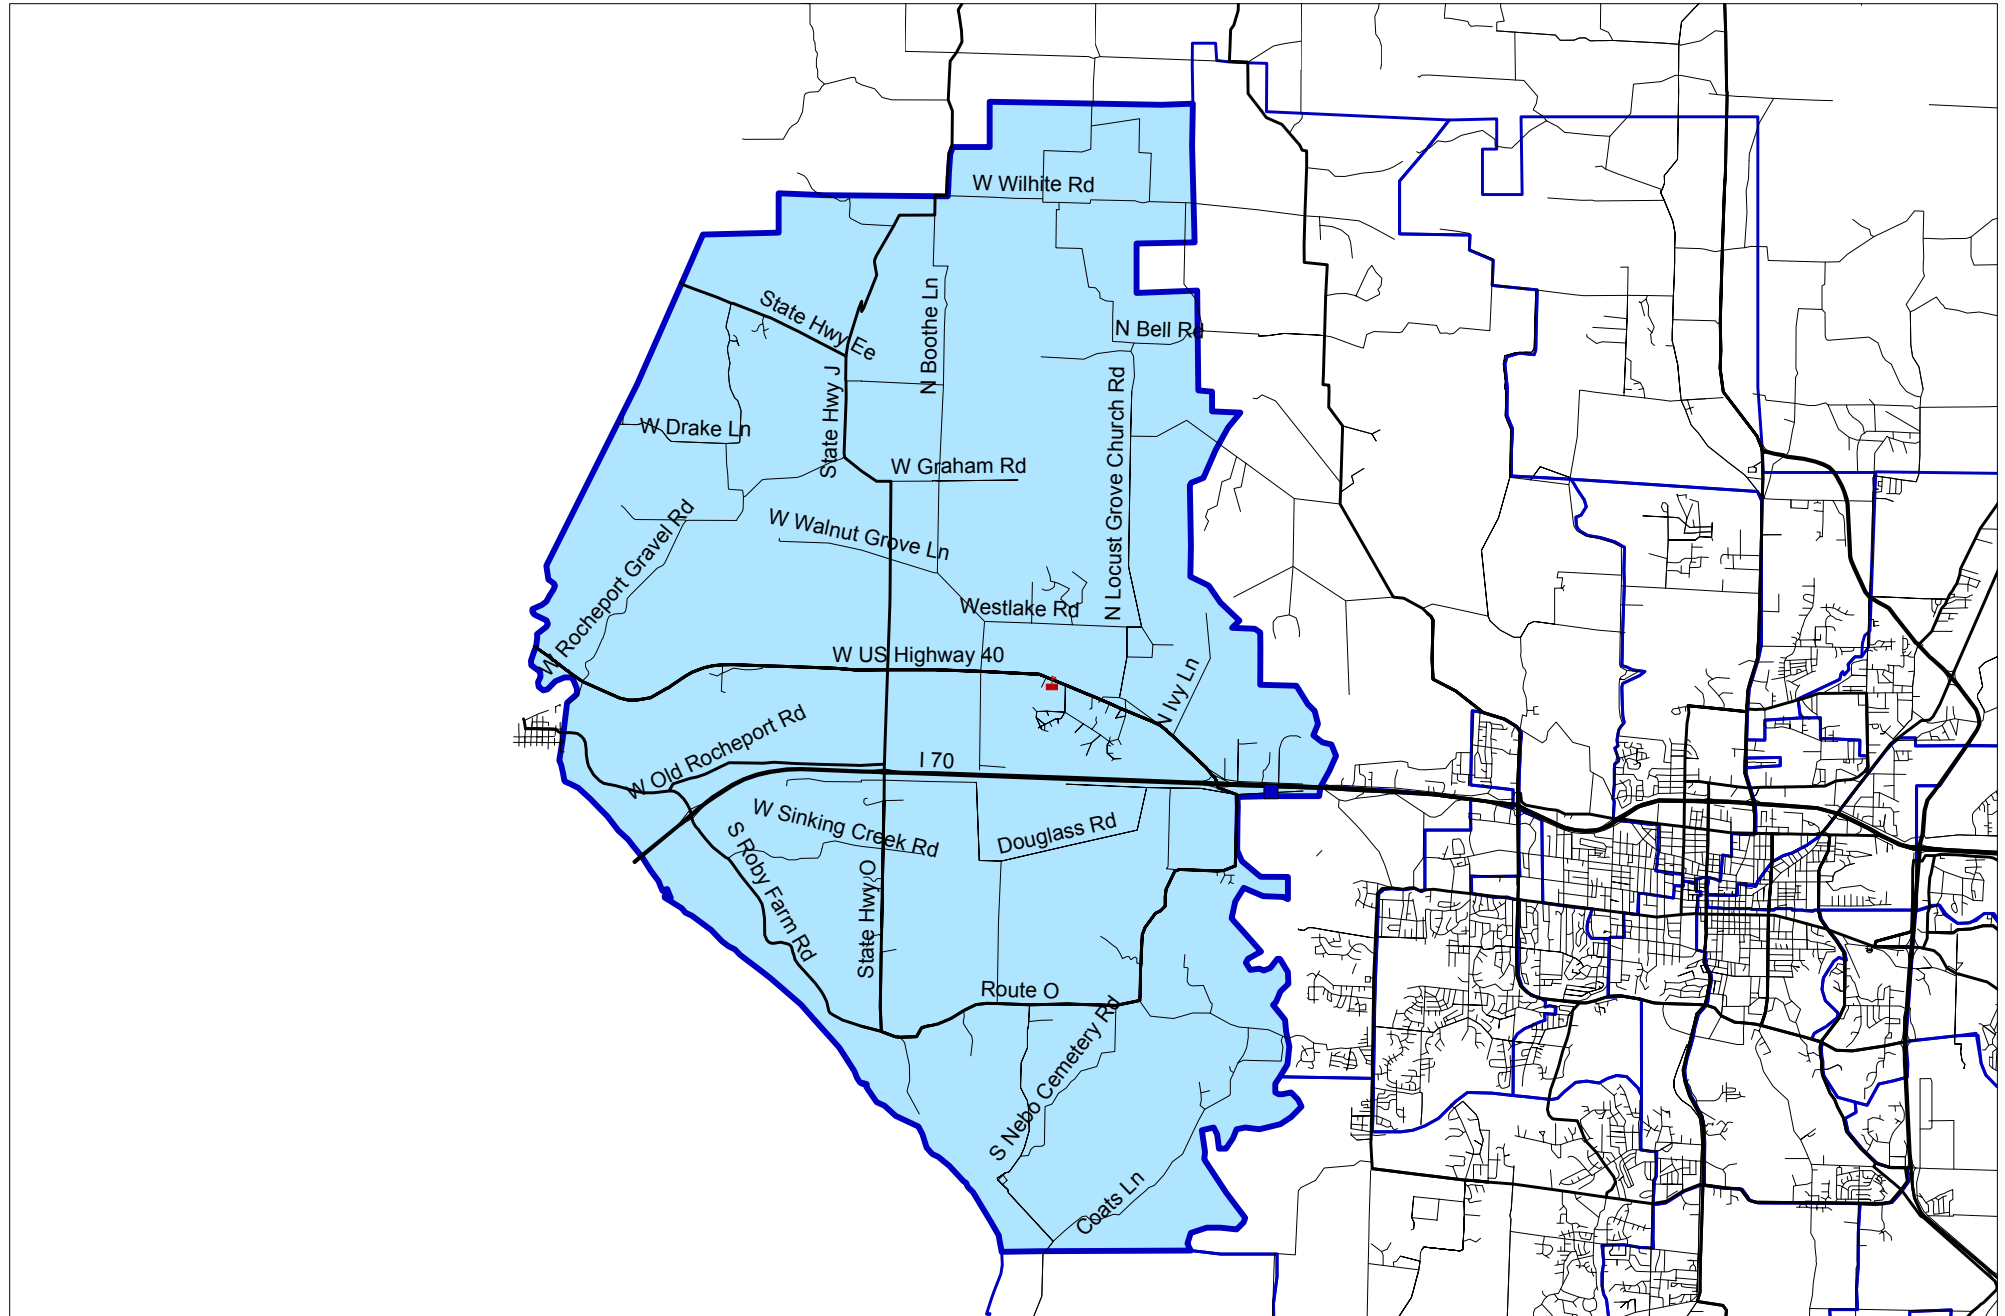 W Wilhite Rd
State Hwy Ee
N Boothe Ln
N Bell Rd
State Hwy J
N Locust Grove Church Rd
W Drake Ln
W Graham Rd
W Walnut Grove Ln
W Rocheport Gravel Rd
Westlake Rd
W US Highway 40
N Ivy Ln
W Old Rocheport Rd
I 70
W Sinking Creek Rd
Douglass Rd
S Roby Farm Rd
State Hwy O
Route O
S Nebo Cemetery Rd
Coats Ln